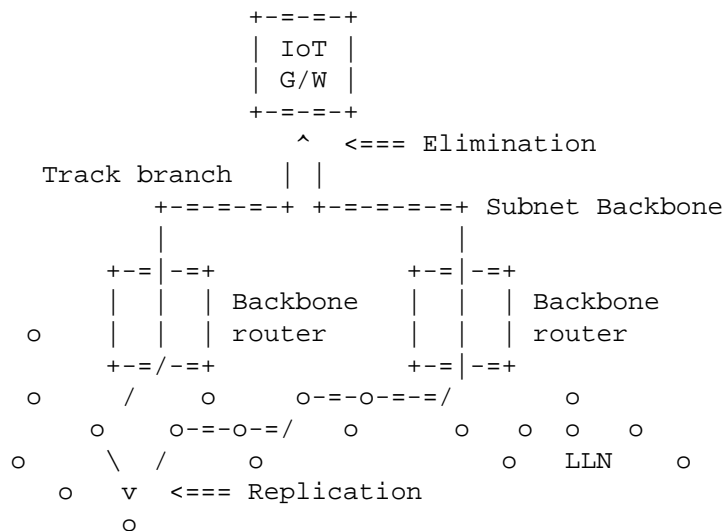 +-=-=-+
                  | IoT |
                  | G/W |
                  +-=-=-+
                     ^  <=== Elimination
    Track branch    | |
            +-=-=-=-+ +-=-=-=-=+ Subnet Backbone
            |                  |
         +-=|-=+            +-=|-=+
         |  |  | Backbone   |  |  | Backbone
    o    |  |  | router     |  |  | router
         +-=/-=+            +-=|-=+
    o     /    o     o-=-o-=-=/       o
        o    o-=-o-=/   o      o   o  o   o
   o     \  /     o               o   LLN    o
      o   v  <=== Replication
          o